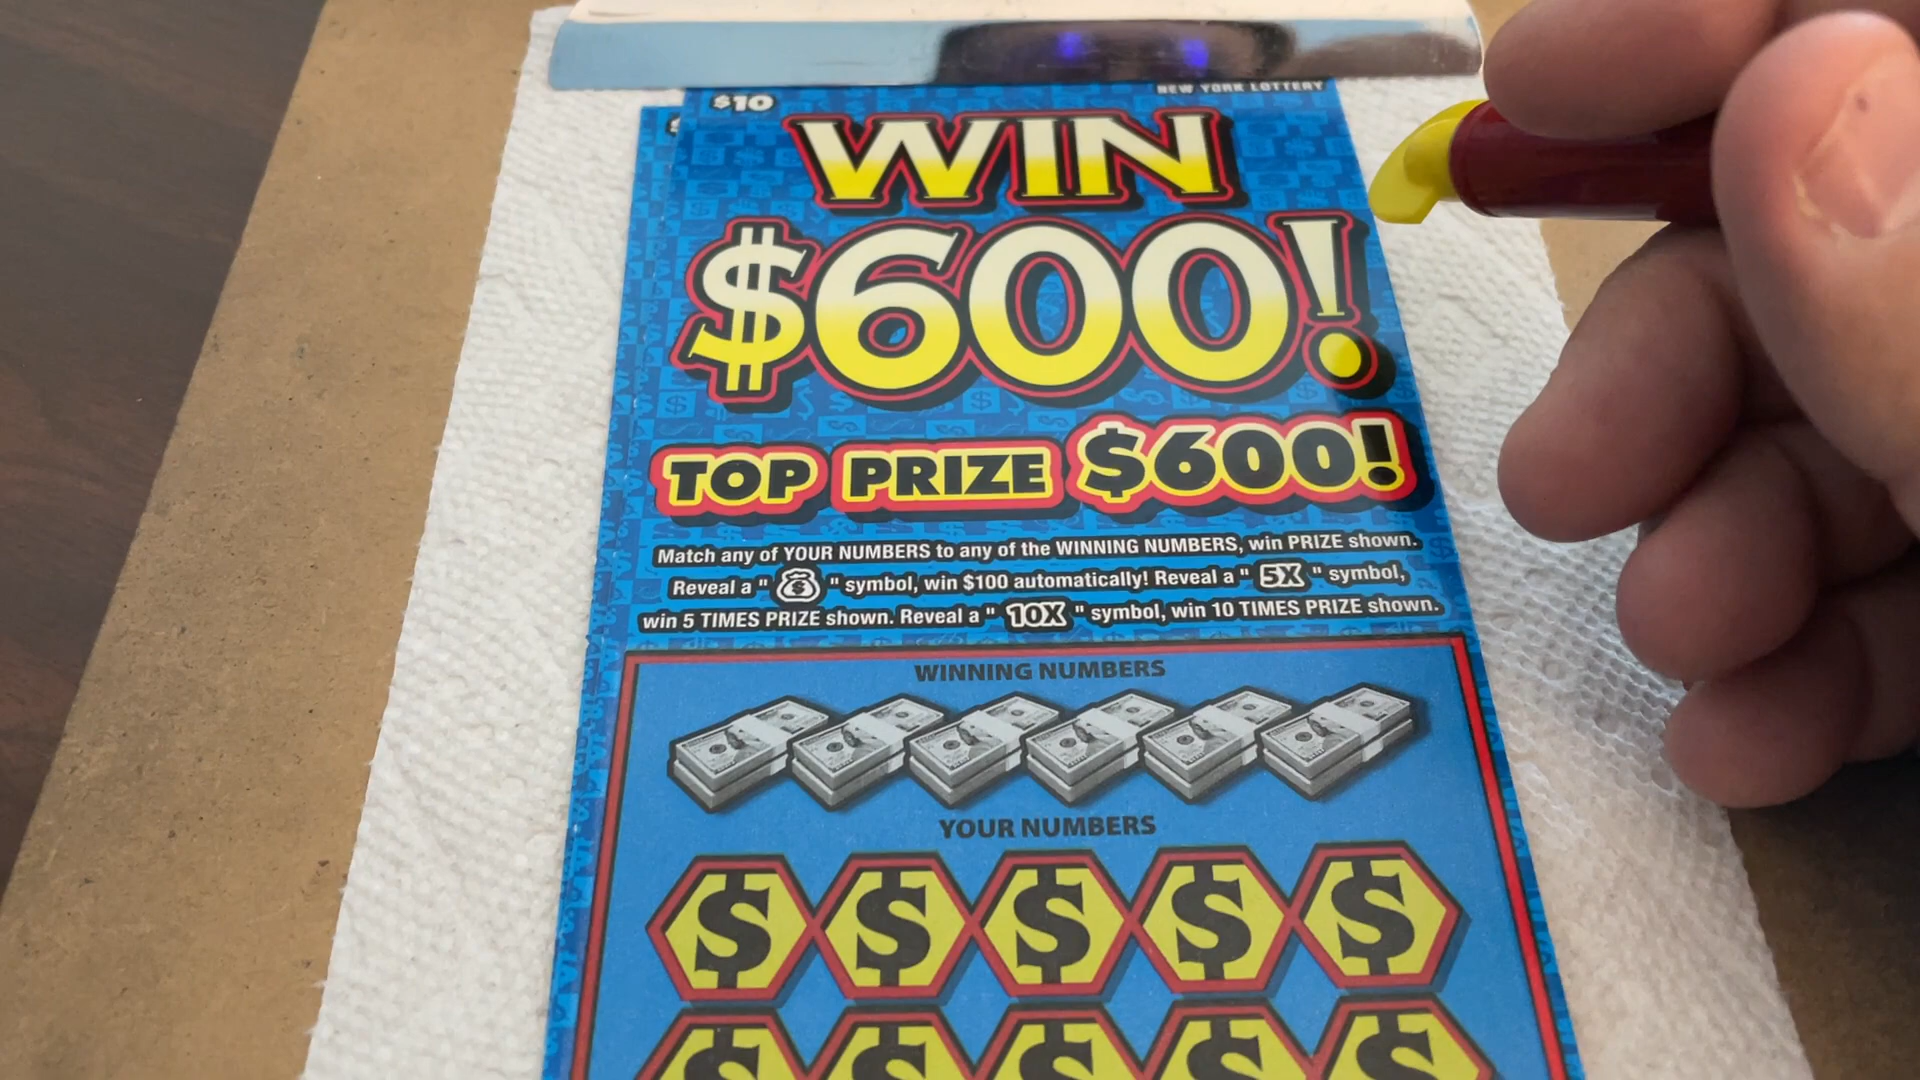 NEW YORK LOTTERY
$10
WIN
$600!
TOP PRIZE $600!
Match any of YOUR NUMBERS to any of the WINNING NUMBERS, win PRIZE shown.
Reveal a " " symbol, win $100 automatically! Reveal a " 5X " symbol,
win 5 TIMES PRIZE shown. Reveal a " 10X " symbol, win 10 TIMES PRIZE shown.
WINNING NUMBERS
YOUR NUMBERS
$ $ $ $ $
$ $ $ $ $